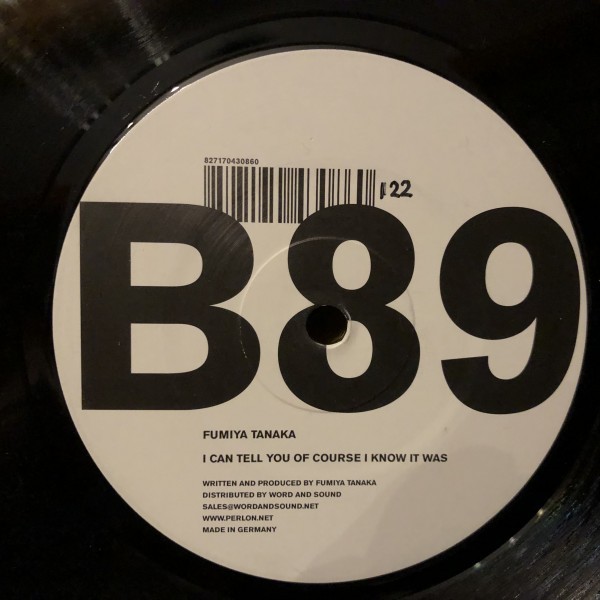 827170430860
122
B89
FUMIYA TANAKA
I CAN TELL YOU OF COURSE I KNOW IT WAS
WRITTEN AND PRODUCED BY FUMIYA TANAKA
DISTRIBUTED BY WORD AND SOUND
SALES@WORDANDSOUND.NET
WWW.PERLON.NET
MADE IN GERMANY